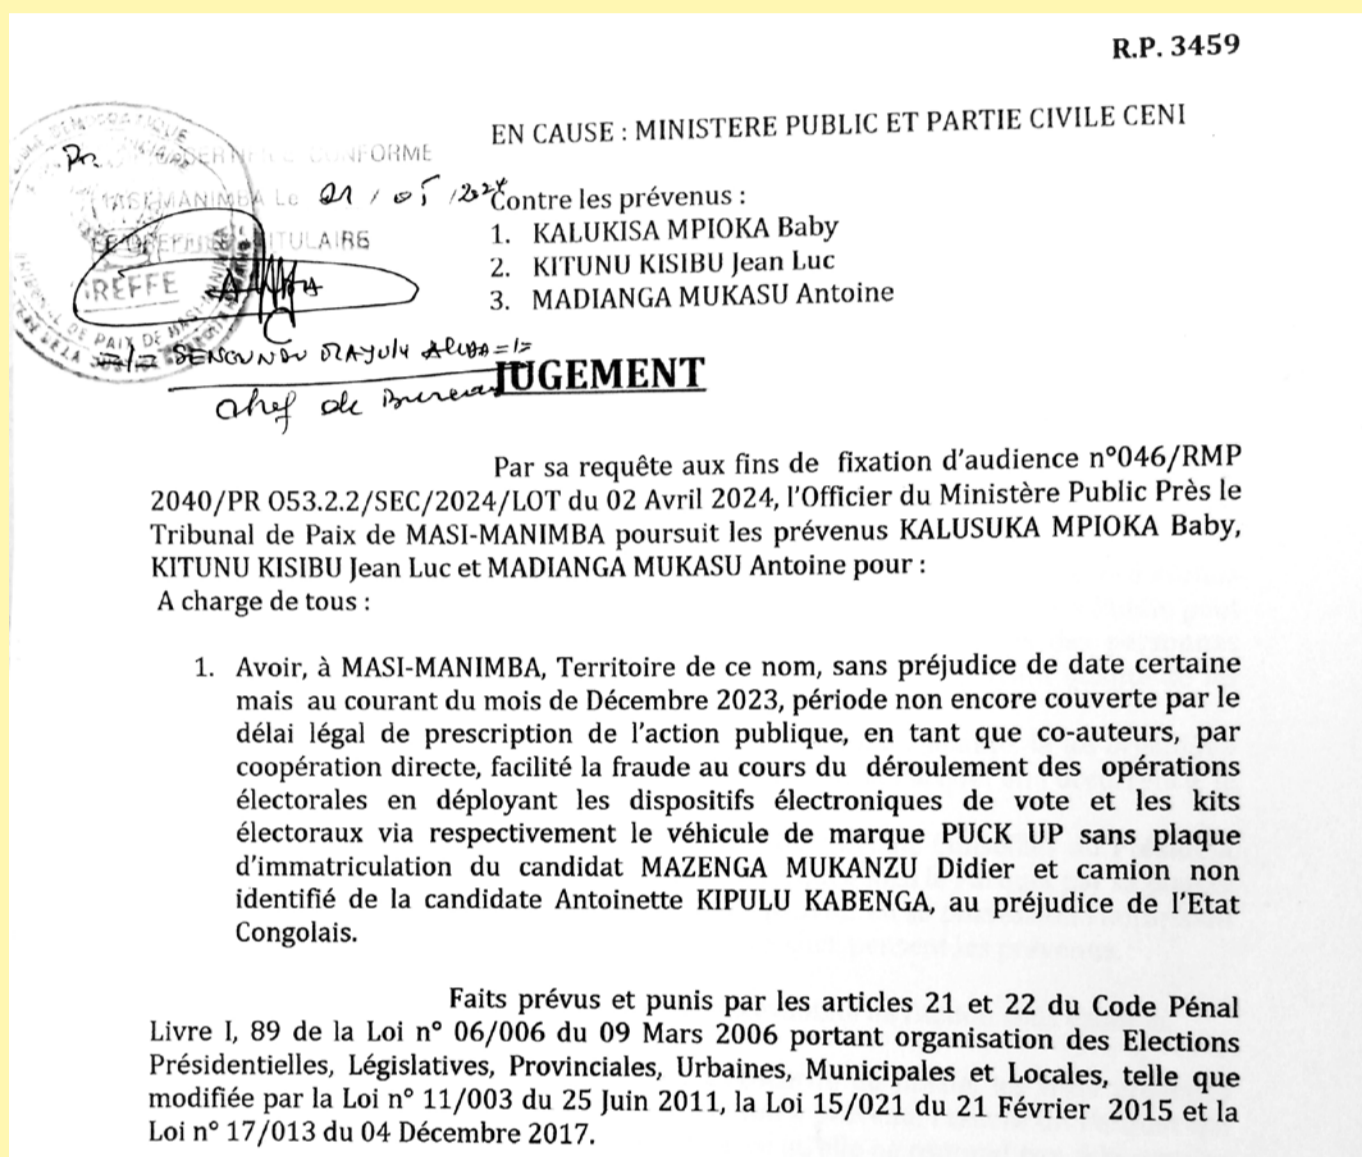 R.P. 3459
EN CAUSE : MINISTERE PUBLIC ET PARTIE CIVILE CENI
CONFORME
MASI-MANIMBA Le 21 / 05 / 2024
LE GREFFIER TITULAIRE
GREFFE
TRIBUNAL DE PAIX DE MASI-MANIMBA
Chef de Bureau
Contre les prévenus :
1. KALUKISA MPIOKA Baby
2. KITUNU KISIBU Jean Luc
3. MADIANGA MUKASU Antoine
JUGEMENT
Par sa requête aux fins de fixation d’audience n°046/RMP
2040/PR O53.2.2/SEC/2024/LOT du 02 Avril 2024, l’Officier du Ministère Public Près le
Tribunal de Paix de MASI-MANIMBA poursuit les prévenus KALUSUKA MPIOKA Baby,
KITUNU KISIBU Jean Luc et MADIANGA MUKASU Antoine pour :
A charge de tous :
1. Avoir, à MASI-MANIMBA, Territoire de ce nom, sans préjudice de date certaine
mais au courant du mois de Décembre 2023, période non encore couverte par le
délai légal de prescription de l’action publique, en tant que co-auteurs, par
coopération directe, facilité la fraude au cours du déroulement des opérations
électorales en déployant les dispositifs électroniques de vote et les kits
électoraux via respectivement le véhicule de marque PUCK UP sans plaque
d’immatriculation du candidat MAZENGA MUKANZU Didier et camion non
identifié de la candidate Antoinette KIPULU KABENGA, au préjudice de l’Etat
Congolais.
Faits prévus et punis par les articles 21 et 22 du Code Pénal
Livre I, 89 de la Loi n° 06/006 du 09 Mars 2006 portant organisation des Elections
Présidentielles, Législatives, Provinciales, Urbaines, Municipales et Locales, telle que
modifiée par la Loi n° 11/003 du 25 Juin 2011, la Loi 15/021 du 21 Février 2015 et la
Loi n° 17/013 du 04 Décembre 2017.